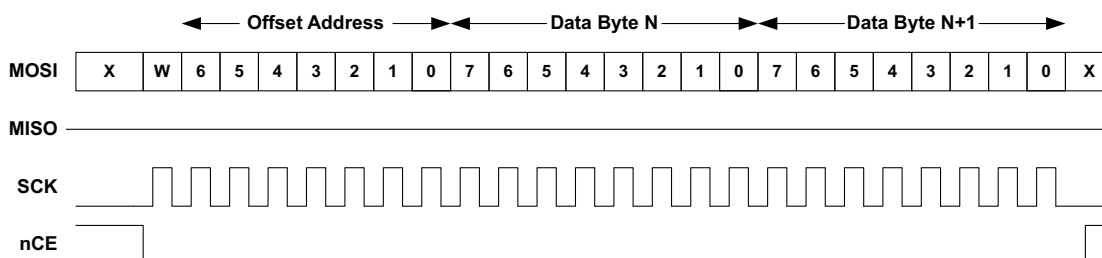 Offset Address Data Byte N Data Byte N+1
MOSI X W 6 5 4 3 2 1 0 7 6 5 4 3 2 1 0 7 6 5 4 3 2 1 0 X
MISO
SCK
nCE